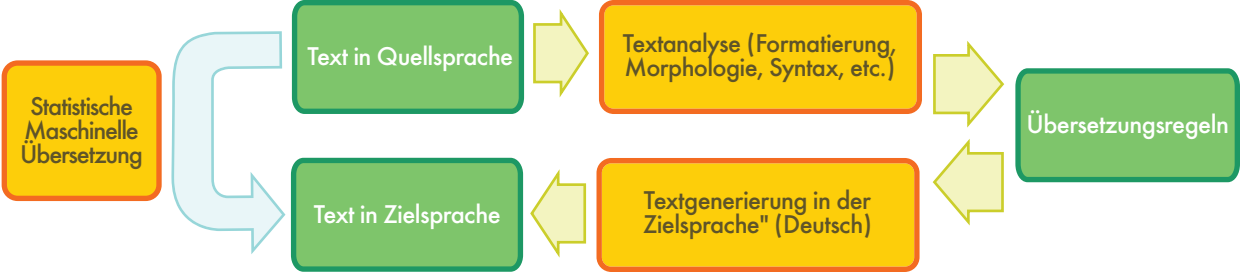 Statistische
Maschinelle
Übersetzung
Text in Quellsprache
Textanalyse (Formatierung,
Morphologie, Syntax, etc.)
Übersetzungsregeln
Textgenerierung in der
Zielsprache" (Deutsch)
Text in Zielsprache